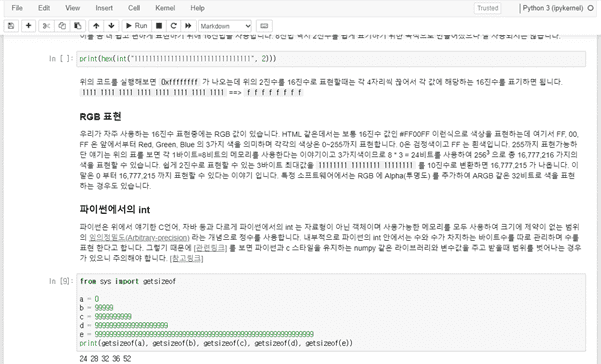 File Edit View Insert Cell Kernel Help Trusted Python 3 (ipykernel)
Run Markdown
In [ ]: print(hex(int("11111111111111111111111111111111", 2)))
위의 코드를 실행해보면 0xffffffff 가 나오는데 위의 2진수를 16진수로 표현할때는 각 4자리씩 끊어서 각 값에 해당하는 16진수를 표기하면 됩니다.
1111 1111 1111 1111 1111 1111 1111 1111 ==> f f f f f f f f
RGB 표현
우리가 자주 사용하는 16진수 표현중에는 RGB 값이 있습니다. HTML 같은데서는 보통 16진수 값인 #FF00FF 이런식으로 색상을 표현하는데 여기서 FF, 00,
FF 은 앞에서부터 Red, Green, Blue 의 3가지 색을 의미하며 각각의 색상은 0~255까지 표현합니다. 0은 검정색이고 FF 는 흰색입니다. 255까지 표현가능하
단 얘기는 위의 표를 보면 각 1바이트=8비트의 메모리를 사용한다는 이야기이고 3가지색이므로 8 * 3 = 24비트를 사용하여 256³ 으로 총 16,777,216 가지의
색을 표현할 수 있습니다. 쉽게 2진수로 표현할 수 있는 3바이트 최대값을 11111111 11111111 11111111 를 10진수로 변환하면 16,777,215 가 나옵니다. 이
말은 0 부터 16,777,215 까지 표현할 수 있다는 이야기 입니다. 특정 소프트웨어에서는 RGB 에 Alpha(투명도) 를 추가하여 ARGB 같은 32비트로 색을 표현
하는 경우도 있습니다.
파이썬에서의 int
파이썬은 위에서 얘기한 C언어, 자바 등과 다르게 파이썬에서의 int 는 자료형이 아닌 객체이며 사용가능한 메모리를 모두 사용하여 크기에 제약이 없는 범위
의 임의정밀도(Arbitrary-precision) 라는 개념으로 정수를 사용합니다. 내부적으로 파이썬의 int 안에서는 수와 수가 차지하는 바이트수를 따로 관리하며 수를
표현 한다고 합니다. 그렇기 때문에 [관련링크] 를 보면 파이썬과 c 스타일을 유지하는 numpy 같은 라이브러리와 변수값을 주고 받을때 범위를 벗어나는 경우
가 있으니 주의해야 합니다. [참고링크]
In [9]: from sys import getsizeof
a = 0
b = 99999
c = 9999999999
d = 99999999999999999999
e = 999999999999999999999999999999999999999999999999999999999999
print(getsizeof(a), getsizeof(b), getsizeof(c), getsizeof(d), getsizeof(e))
24 28 32 36 52